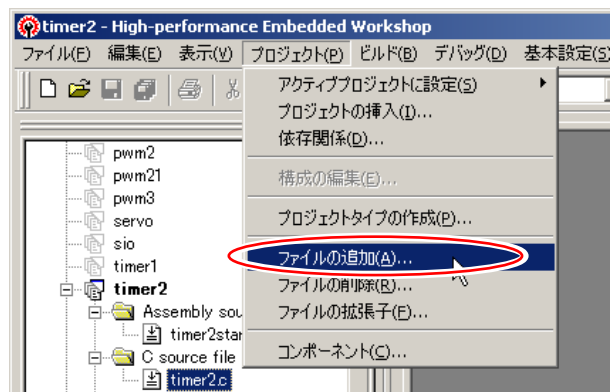 timer2 - High-performance Embedded Workshop
ファイル(F) 編集(E) 表示(V) プロジェクト(P) ビルド(B) デバッグ(D) 基本設定(S)
アクティブプロジェクトに設定(S)
プロジェクトの挿入(I)...
依存関係(D)...
構成の編集(E)...
プロジェクトタイプの作成(P)...
ファイルの追加(A)...
ファイルの削除(R)...
ファイルの拡張子(F)...
コンポーネント(C)...
pwm2
pwm21
pwm3
servo
sio
timer1
timer2
Assembly sou
timer2star
C source file
timer2.c